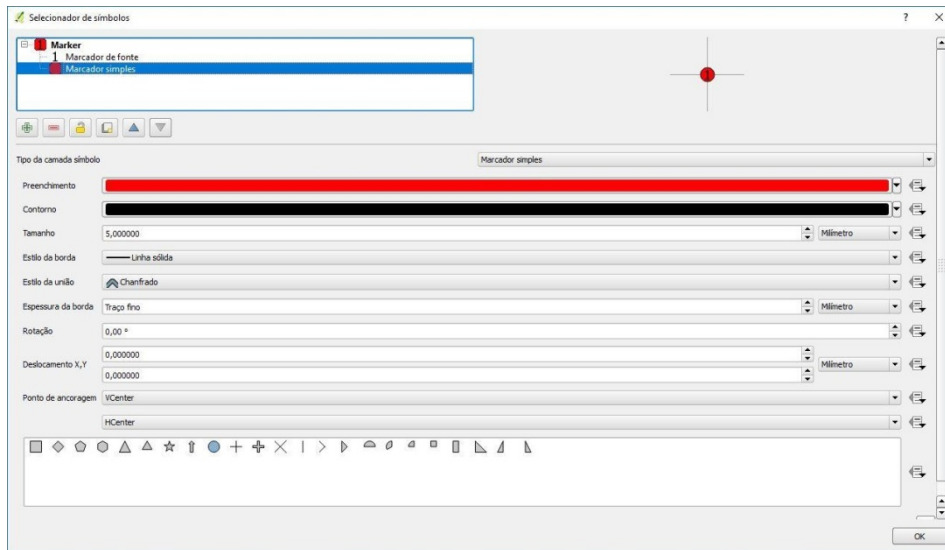 Selecionador de símbolos
?
X
1 Marker
1 Marcador de fonte
Marcador simples
1
Tipo da camada símbolo Marcador simples
Preenchimento
Contorno
Tamanho 5,000000 Milímetro
Estilo da borda Linha sólida
Estilo da união Chanfrado
Espessura da borda Traço fino Milímetro
Rotação 0,00 °
Deslocamento X,Y 0,000000 Milímetro
0,000000
Ponto de ancoragem VCenter
HCenter
OK